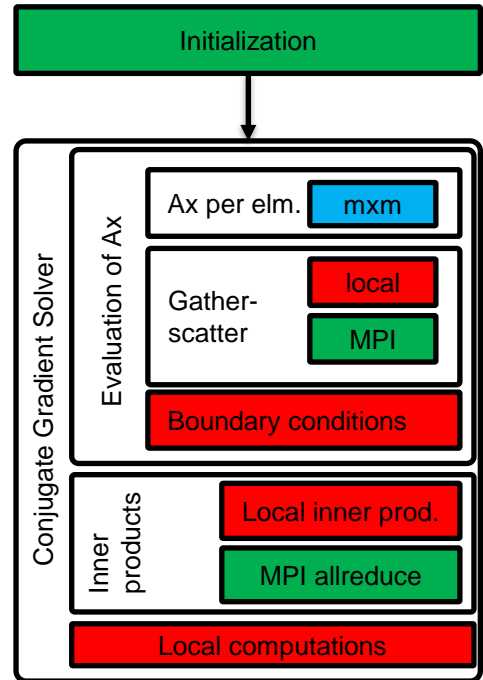 Initialization
Conjugate Gradient Solver
Evaluation of Ax
Ax per elm.
mxm
Gather-
scatter
local
MPI
Boundary conditions
Inner
products
Local inner prod.
MPI allreduce
Local computations